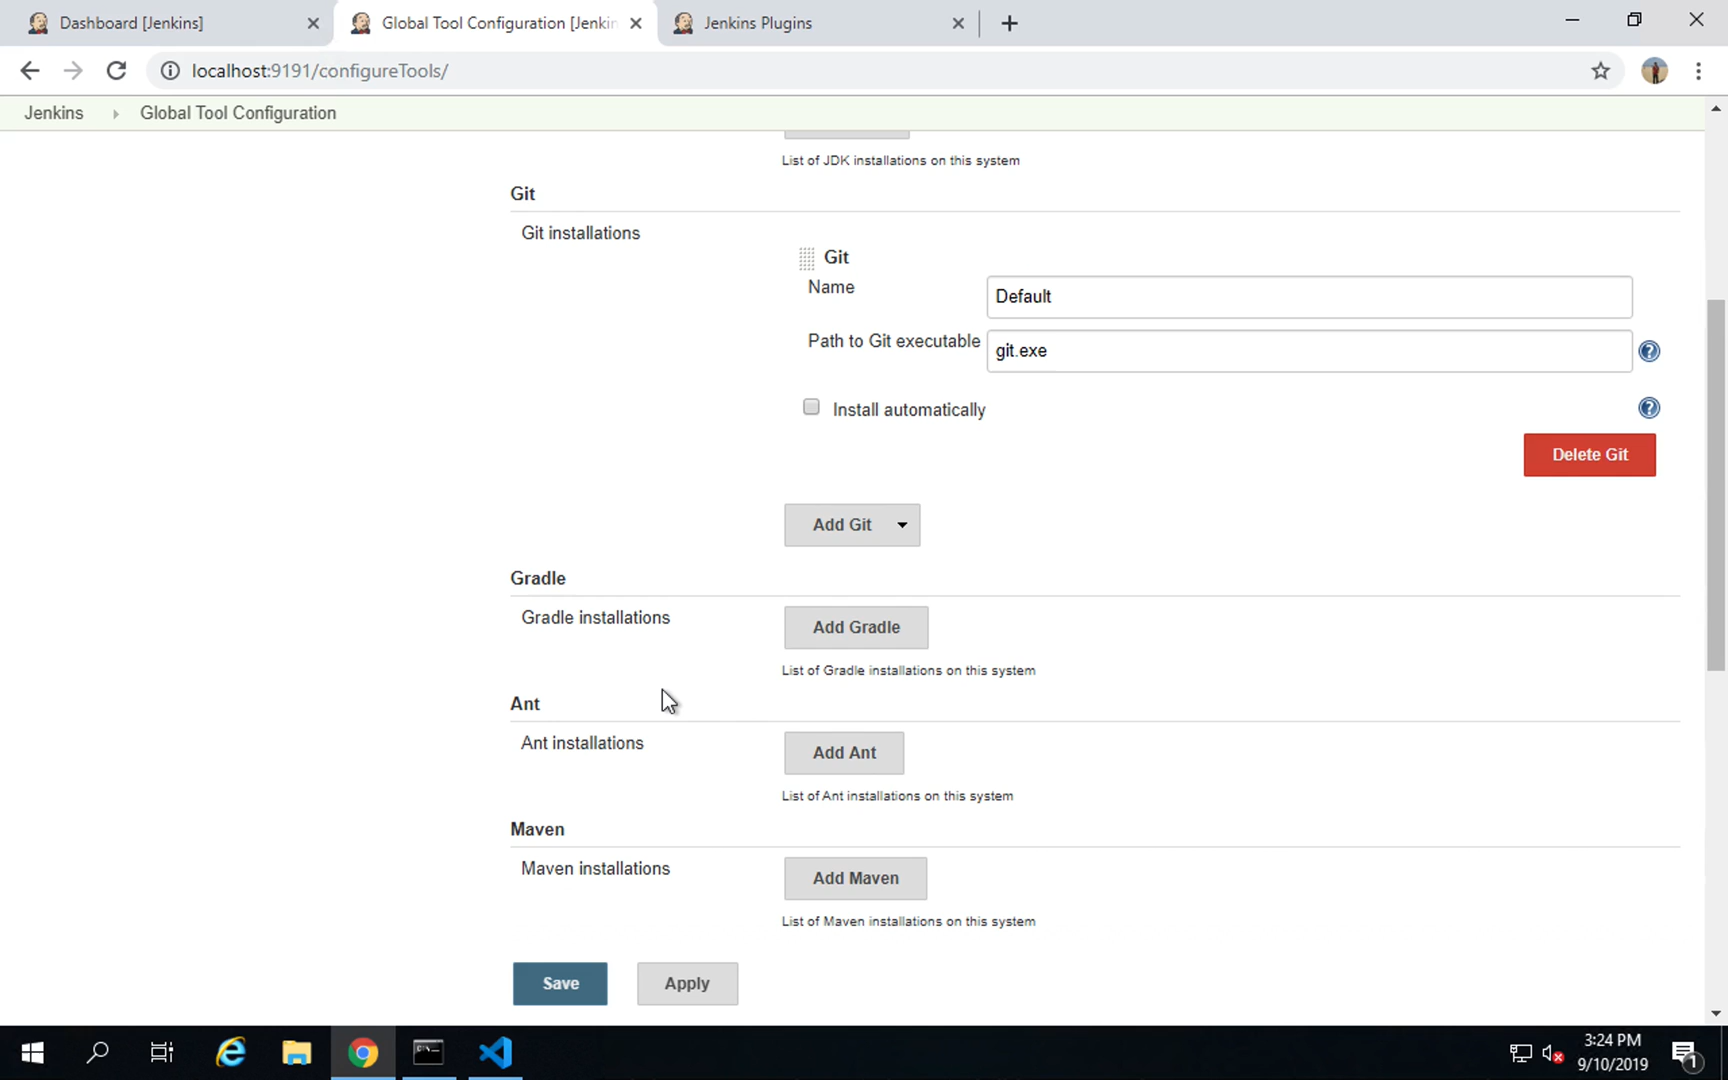 Dashboard [Jenkins]
Global Tool Configuration [Jenkin
Jenkins Plugins
localhost:9191/configureTools/
Jenkins
Global Tool Configuration
List of JDK installations on this system
Git
Git installations
Git
Name
Default
Path to Git executable
git.exe
?
Install automatically
?
Delete Git
Add Git
Gradle
Gradle installations
Add Gradle
List of Gradle installations on this system
Ant
Ant installations
Add Ant
List of Ant installations on this system
Maven
Maven installations
Add Maven
List of Maven installations on this system
Save
Apply
3:24 PM
9/10/2019
1